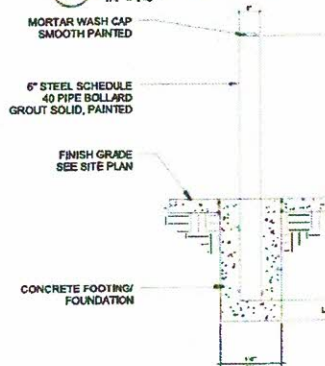 6"
MORTAR WASH CAP
SMOOTH PAINTED
6" STEEL SCHEDULE
40 PIPE BOLLARD
GROUT SOLID, PAINTED
FINISH GRADE
SEE SITE PLAN
CONCRETE FOOTING/
FOUNDATION